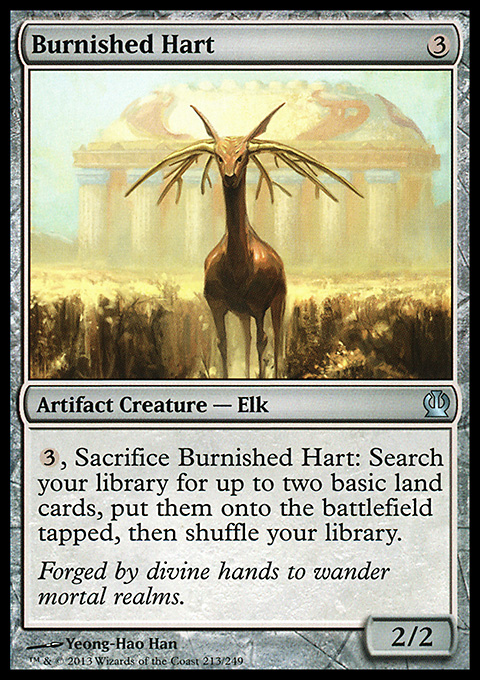 Burnished Hart 3
Artifact Creature — Elk
3, Sacrifice Burnished Hart: Search
your library for up to two basic land
cards, put them onto the battlefield
tapped, then shuffle your library.
Forged by divine hands to wander
mortal realms.
2/2
Yeong-Hao Han
™ & © 2013 Wizards of the Coast 213/249